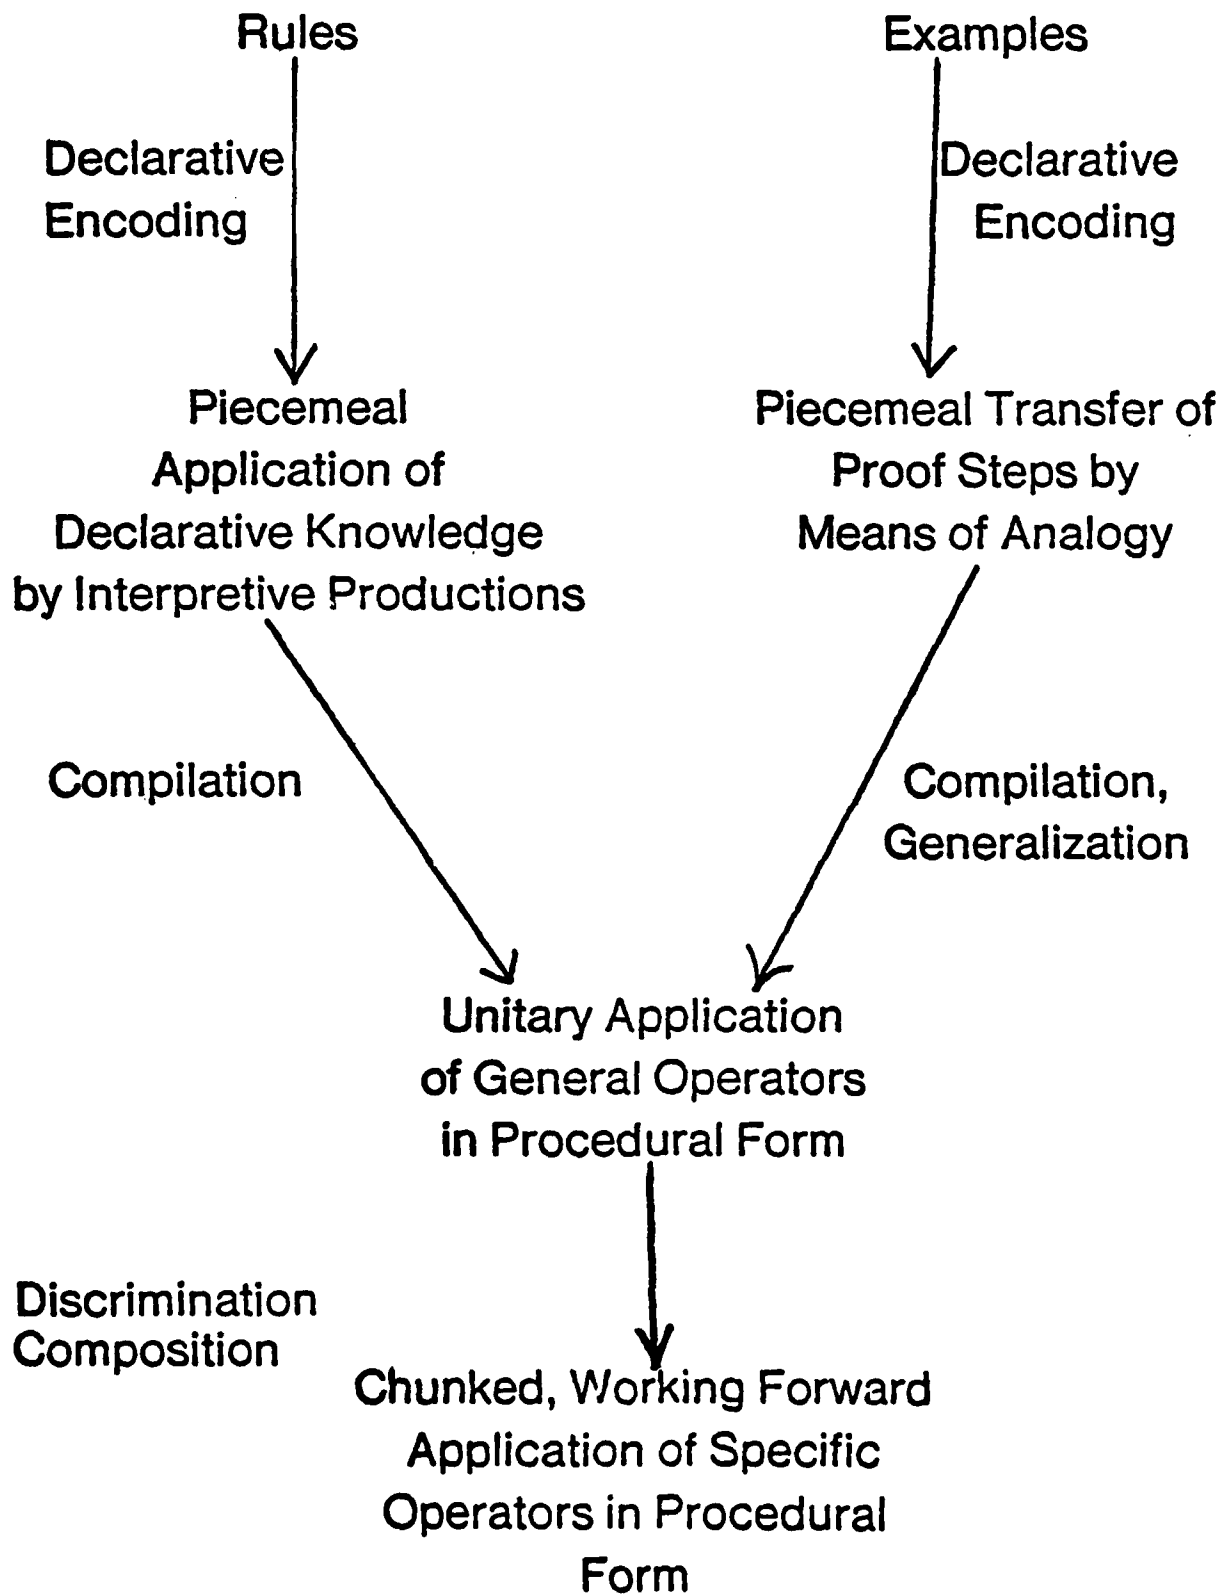 Rules
Examples
Declarative
Encoding
Declarative
Encoding
Piecemeal
Application of
Declarative Knowledge
by Interpretive Productions
Piecemeal Transfer of
Proof Steps by
Means of Analogy
Compilation
Compilation,
Generalization
Unitary Application
of General Operators
in Procedural Form
Discrimination
Composition
Chunked, Working Forward
Application of Specific
Operators in Procedural
Form